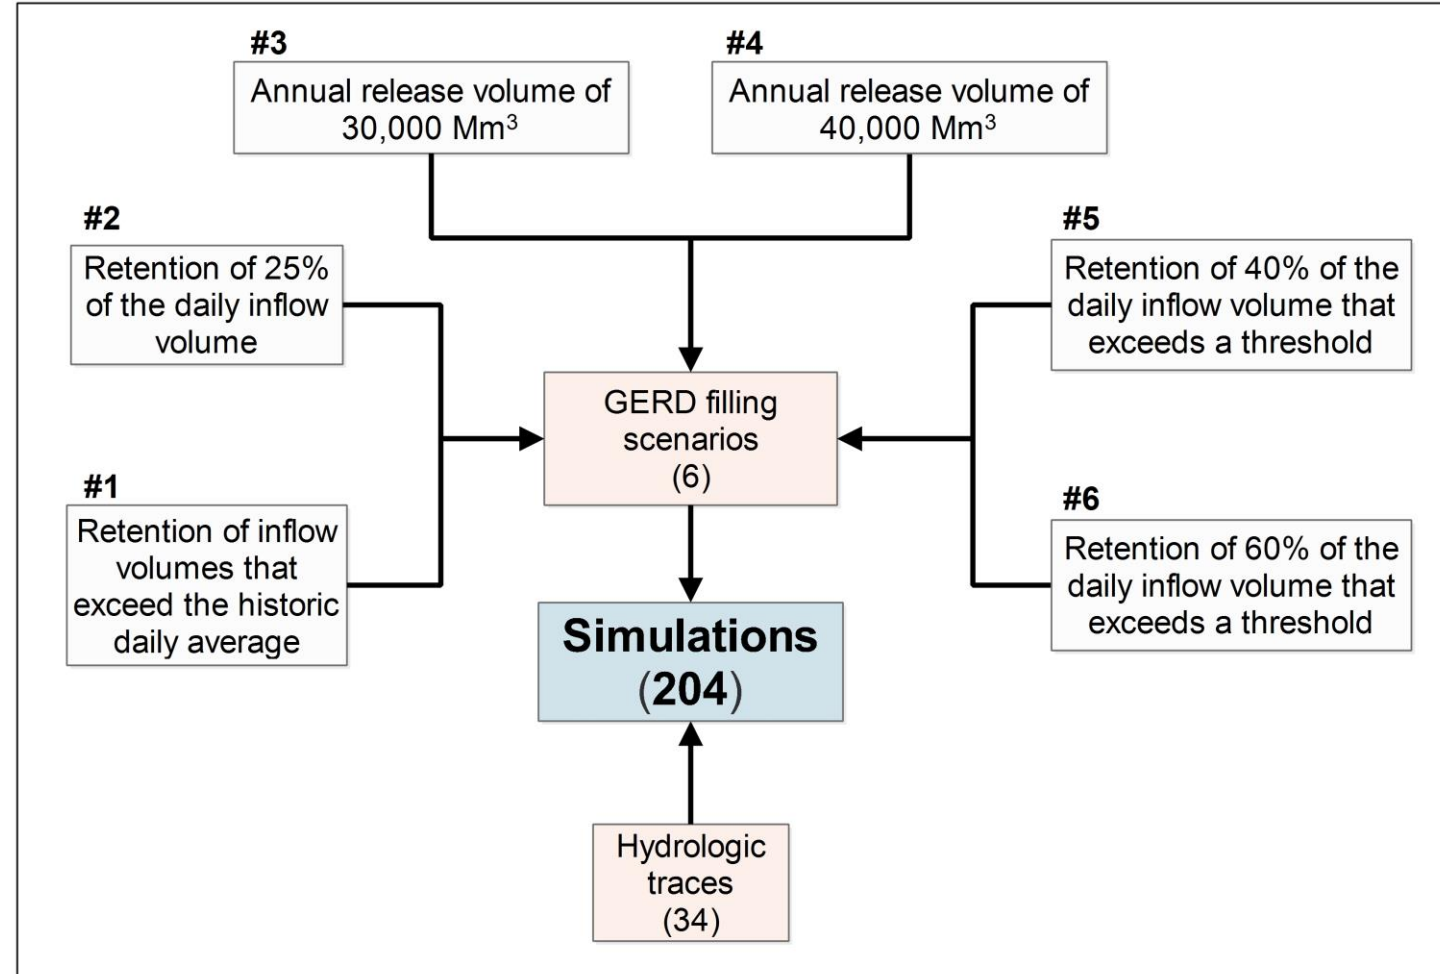 #3
Annual release volume of
30,000 Mm³
#4
Annual release volume of
40,000 Mm³
#2
Retention of 25%
of the daily inflow
volume
#5
Retention of 40% of the
daily inflow volume that
exceeds a threshold
GERD filling
scenarios
(6)
#1
Retention of inflow
volumes that
exceed the historic
daily average
#6
Retention of 60% of the
daily inflow volume that
exceeds a threshold
Simulations
(204)
Hydrologic
traces
(34)